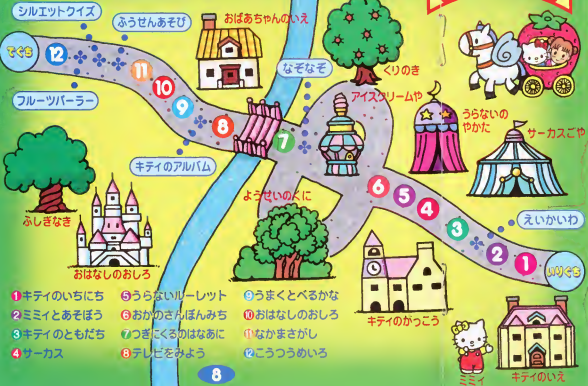 シルエットクイズ
ふうせんあそび
おばあちゃんのいえ
でぐち
12
11
10
9
8
7
フルーツパーラー
キティのアルバム
なぞなぞ
くりのき
アイスクリームや
うらないの
やかた
サーカスごや
ふしぎなき
おはなしのおしろ
ようせいのくに
6
5
4
3
2
1
えいかいわ
いりぐち
キティのがっこう
ミミィ
キティのいえ
1キティのいちにち
2ミミィとあそぼう
3キティのともだち
4サーカス
5うらないルーレット
6おかのさんぽみち
7つぎにくるのはなあに
8テレビをみよう
9うまくとべるかな
10おはなしのおしろ
11なかまさがし
12こうつうめいろ
8